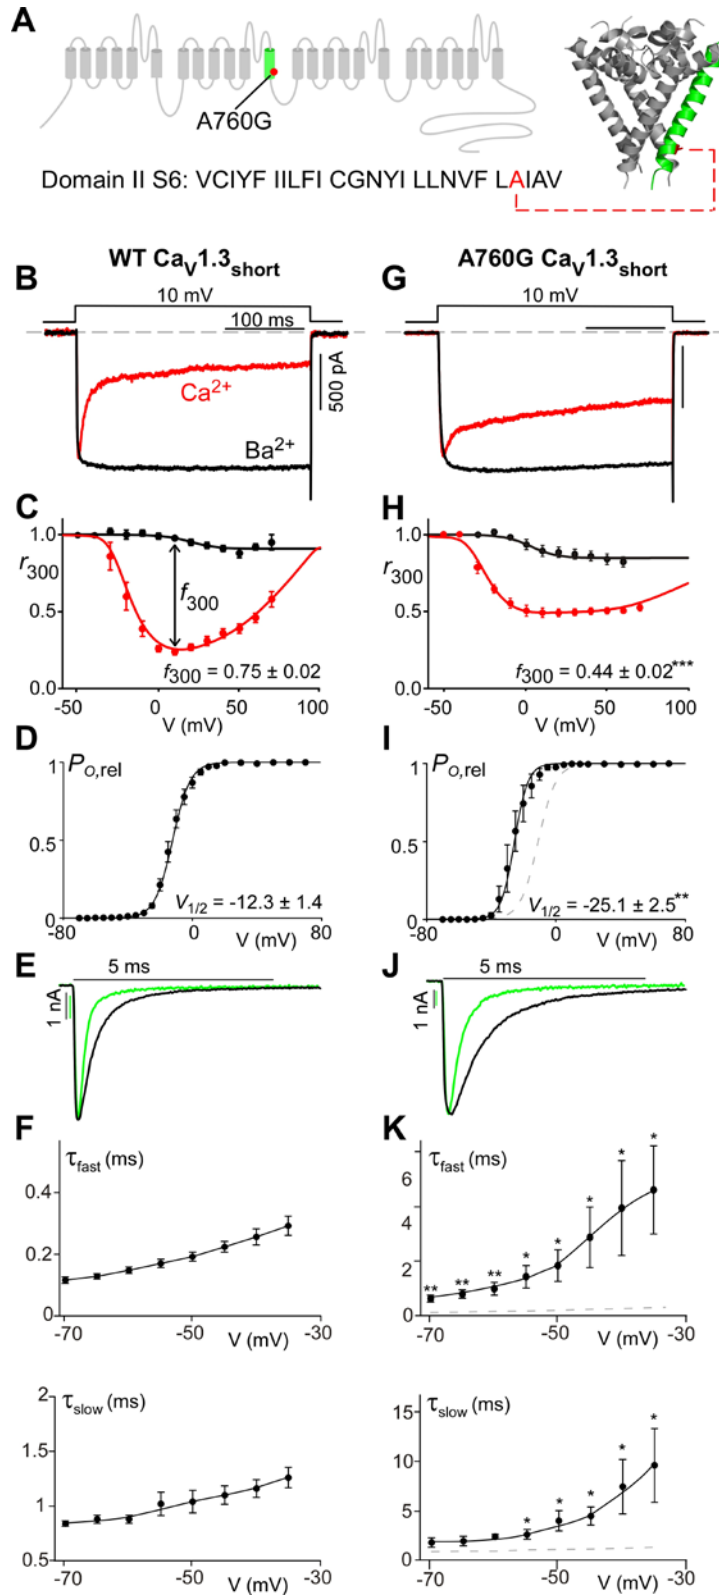 A
A760G
Domain II S6: VCIYF IILFI CGNYI LLNVF LAIAV
WT CaV1.3short
A760G CaV1.3short
B
10 mV
100 ms
Ca2+
500 pA
Ba2+
G
10 mV
C
1.0
r300
0.5
0.0
f300
f300 = 0.75 ± 0.02
-50 0 50 100
V (mV)
H
1.0
r300
0.5
0.0
f300 = 0.44 ± 0.02***
-50 0 50 100
V (mV)
D
1
PO,rel
0.5
0
V1/2 = -12.3 ± 1.4
-80 0 80
V (mV)
I
1
PO,rel
0.5
0
V1/2 = -25.1 ± 2.5**
-80 0 80
V (mV)
E
5 ms
1 nA
J
5 ms
1 nA
F
τfast (ms)
0.4
0.2
0
-70 -50 -30
V (mV)
K
τfast (ms)
6
4
2
0
** ** ** * * * * *
-70 -50 -30
V (mV)
τslow (ms)
2
1
0.5
-70 -50 -30
V (mV)
τslow (ms)
15
10
5
0
* * * * *
-70 -50 -30
V (mV)